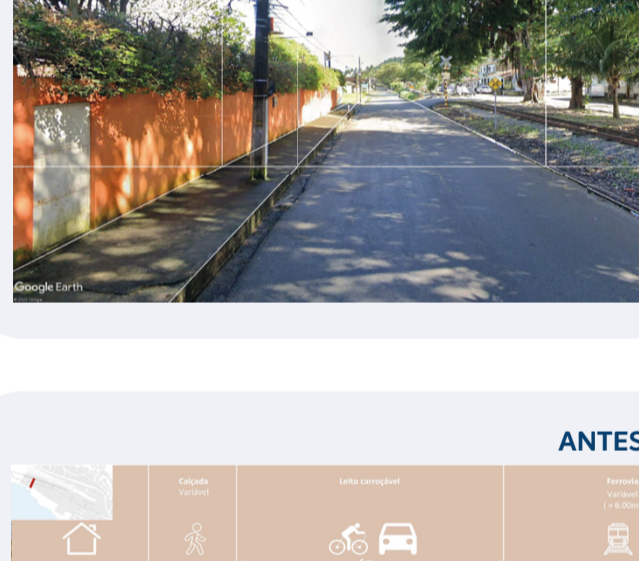 Google Earth
ANTES
Calçada
Variável
Leito carroçável
Ferrovia
Variável